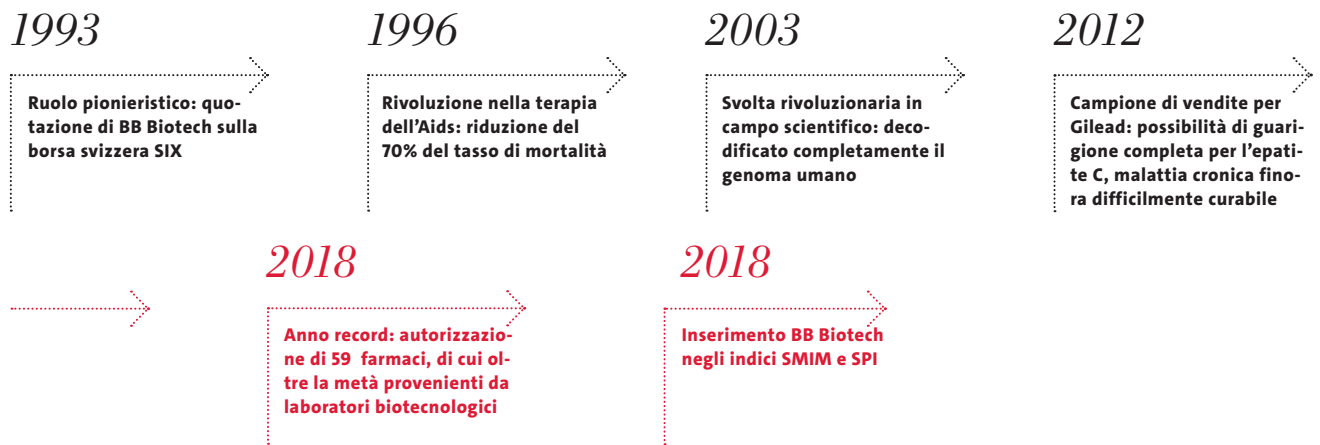 1993
Ruolo pionieristico: quo-
tazione di BB Biotech sulla
borsa svizzera SIX
1996
Rivoluzione nella terapia
dell’Aids: riduzione del
70% del tasso di mortalità
2003
Svolta rivoluzionaria in
campo scientifico: deco-
dificato completamente il
genoma umano
2012
Campione di vendite per
Gilead: possibilità di guari-
gione completa per l’epati-
te C, malattia cronica fino-
ra difficilmente curabile
2018
Anno record: autorizzazio-
ne di 59 farmaci, di cui ol-
tre la metà provenienti da
laboratori biotecnologici
2018
Inserimento BB Biotech
negli indici SMIM e SPI